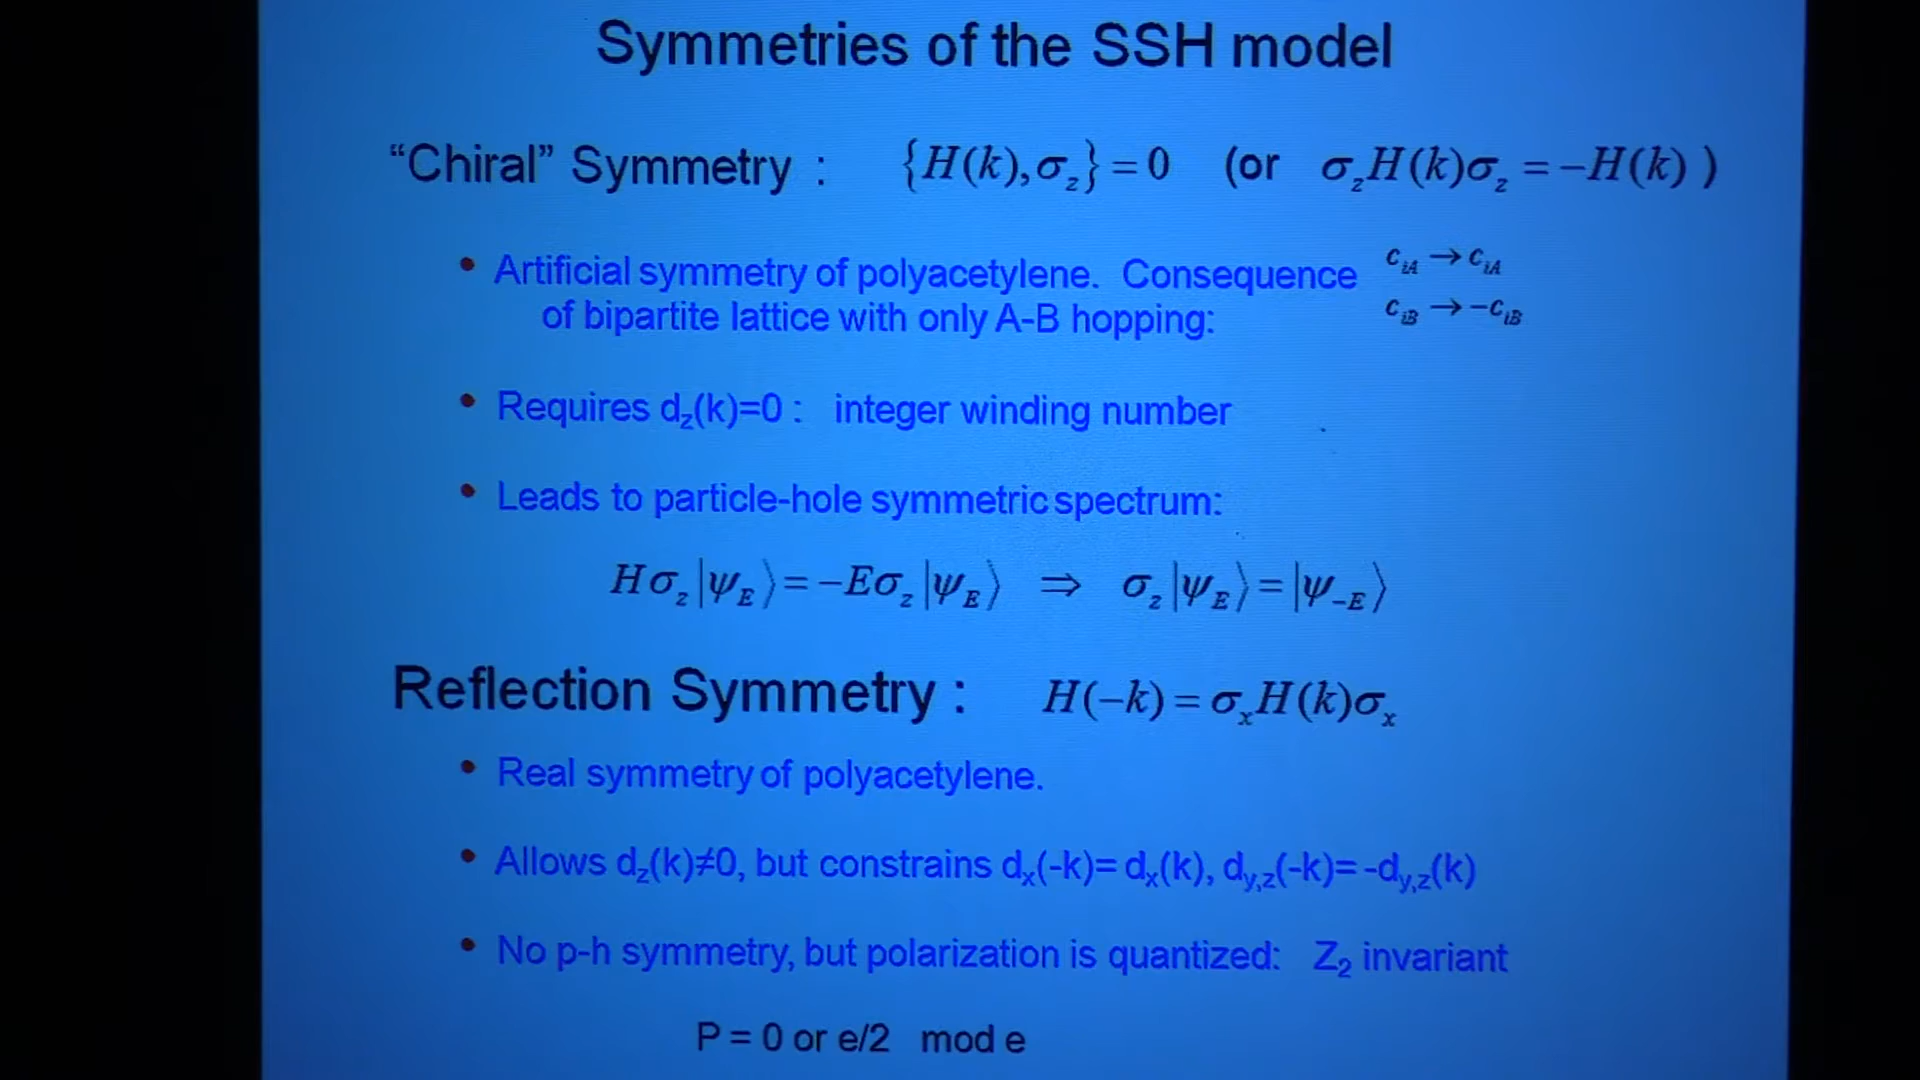 Symmetries of the SSH model
“Chiral” Symmetry : {H(k),σ_z}=0 (or σ_zH(k)σ_z=−H(k) )
• Artificial symmetry of polyacetylene. Consequence
of bipartite lattice with only A-B hopping:
c_iA → c_iA
c_iB → −c_iB
• Requires d_z(k)=0 : integer winding number
• Leads to particle-hole symmetric spectrum:
Hσ_z|ψ_E⟩=−Eσ_z|ψ_E⟩ ⇒ σ_z|ψ_E⟩=|ψ_−E⟩
Reflection Symmetry : H(−k)=σ_xH(k)σ_x
• Real symmetry of polyacetylene.
• Allows d_z(k)≠0, but constrains d_x(-k)= d_x(k), d_y,z(-k)= -d_y,z(k)
• No p-h symmetry, but polarization is quantized: Z_2 invariant
P = 0 or e/2 mod e